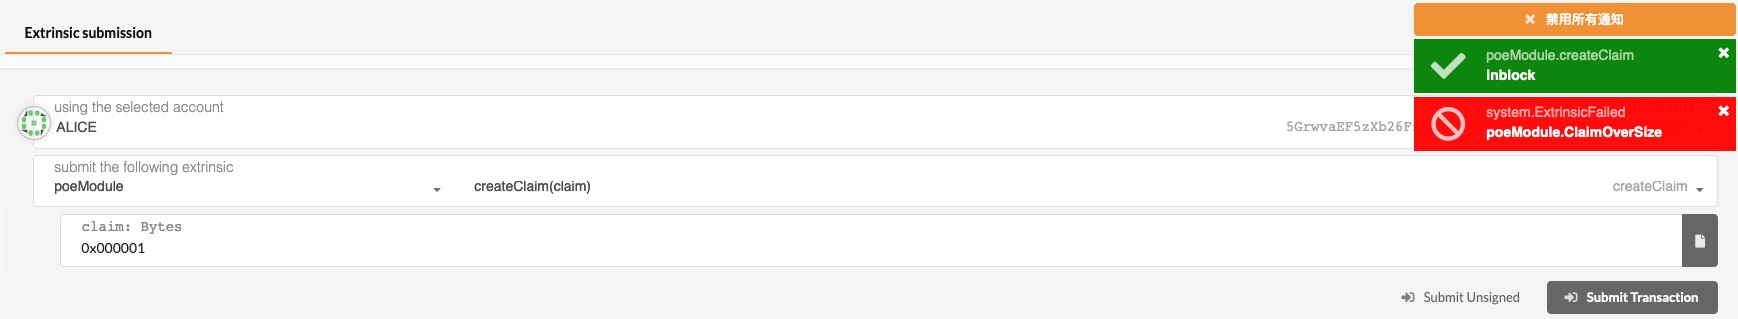 Extrinsic submission
禁用所有通知
poeModule.createClaim
inblock
system.ExtrinsicFailed
poeModule.ClaimOverSize
using the selected account
ALICE
5GrwvaEF5zXb26F
submit the following extrinsic
poeModule
createClaim(claim)
createClaim
claim: Bytes
0x000001
Submit Unsigned
Submit Transaction